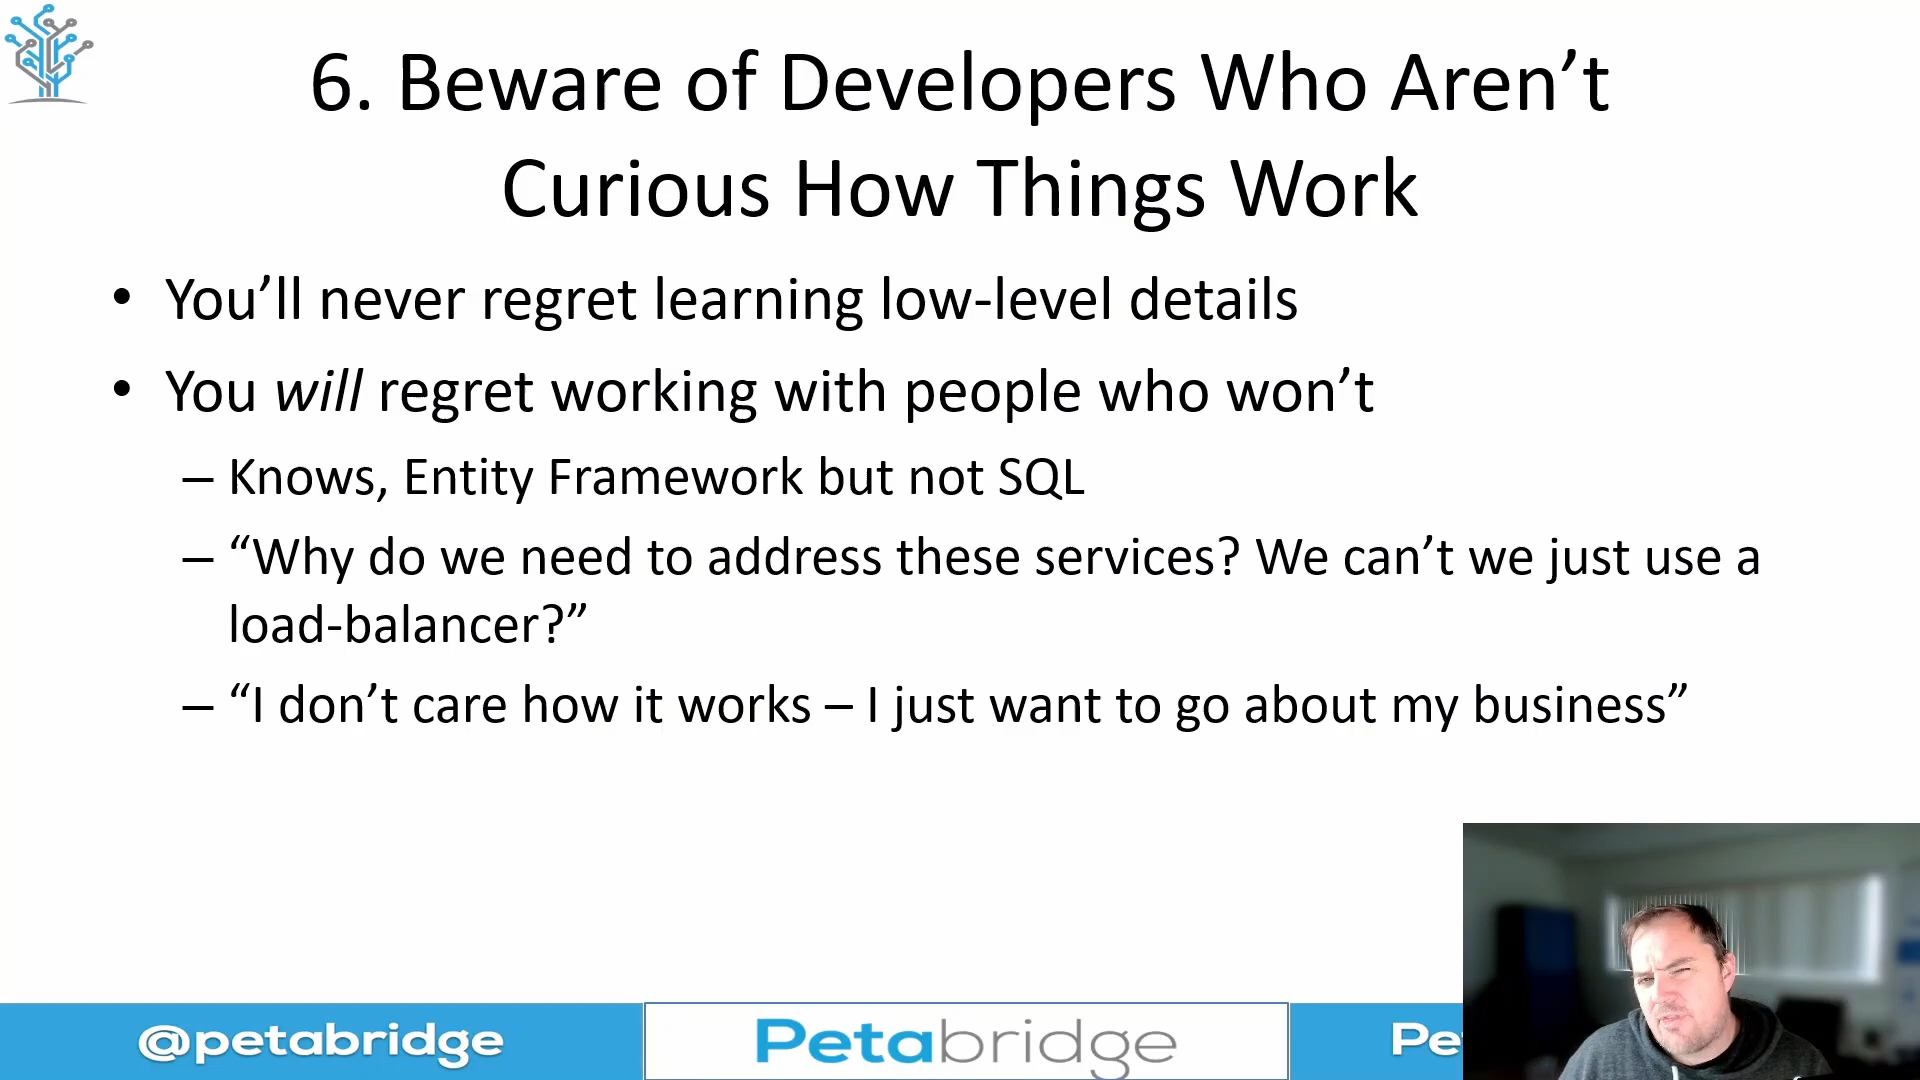 6. Beware of Developers Who Aren’t
Curious How Things Work
• You’ll never regret learning low-level details
• You will regret working with people who won’t
– Knows, Entity Framework but not SQL
– “Why do we need to address these services? We can’t we just use a
load-balancer?”
– “I don’t care how it works – I just want to go about my business”
@petabridge
Petabridge
Pe